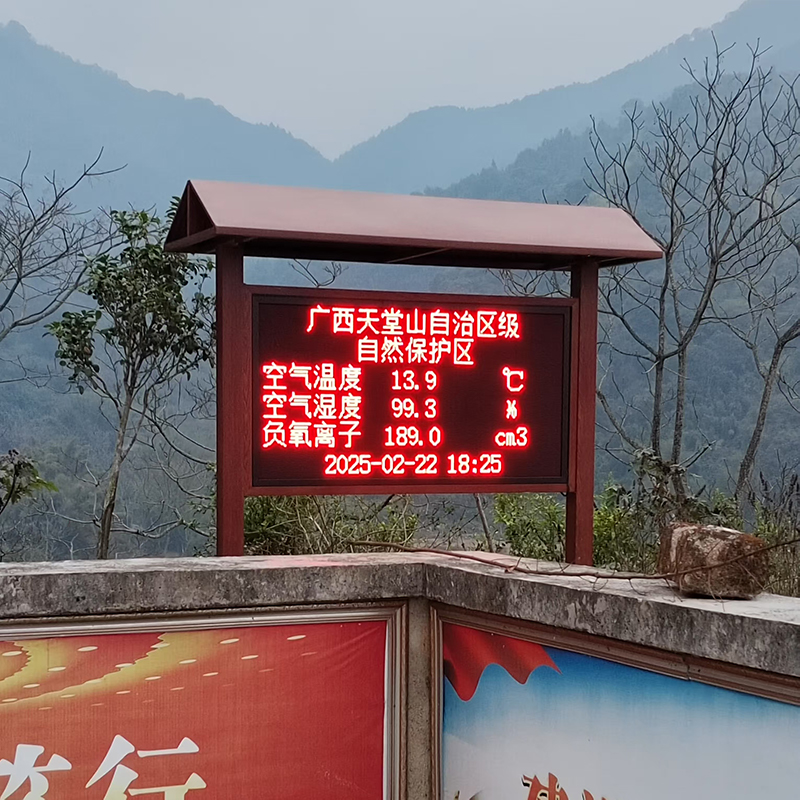 广西天堂山自治区级
自然保护区
空气温度 13.9 ℃
空气湿度 99.3 %
负氧离子 189.0 cm3
2025-02-22 18:25
行